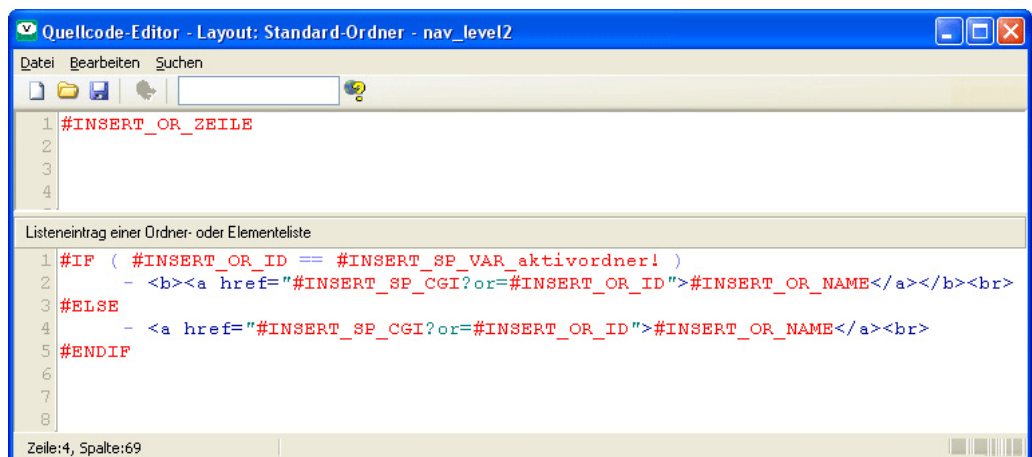 Quellcode-Editor - Layout: Standard-Ordner - nav_level2
Datei Bearbeiten Suchen
1 #INSERT_OR_ZEILE
2
3
4
Listeneintrag einer Ordner- oder Elementeliste
1 #IF ( #INSERT_OR_ID == #INSERT_SP_VAR_aktivordner! )
2 - <b><a href="#INSERT_SP_CGI?or=#INSERT_OR_ID">#INSERT_OR_NAME</a></b><br>
3 #ELSE
4 - <a href="#INSERT_SP_CGI?or=#INSERT_OR_ID">#INSERT_OR_NAME</a><br>
5 #ENDIF
6
7
8
Zeile:4, Spalte:69